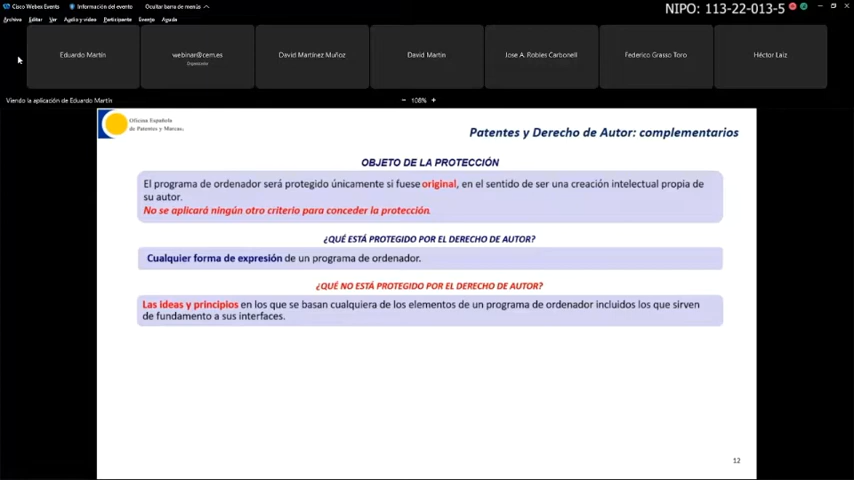 Cisco Webex Events Información del evento Ocultar barra de menús
NIPO: 113-22-013-5
Archivo Editar Ver Audio y vídeo Participante Evento Ayuda
Eduardo Martín
webinar@cem.es
Organizador
David Martínez Muñoz
David Martín
Jose A. Robles Carbonell
Federico Grasso Toro
Héctor Laiz
Viendo la aplicación de Eduardo Martín
− 108% +
Oficina Española
de Patentes y Marcas
Patentes y Derecho de Autor: complementarios
OBJETO DE LA PROTECCIÓN
El programa de ordenador será protegido únicamente si fuese original, en el sentido de ser una creación intelectual propia de
su autor.
No se aplicará ningún otro criterio para conceder la protección.
¿QUÉ ESTÁ PROTEGIDO POR EL DERECHO DE AUTOR?
Cualquier forma de expresión de un programa de ordenador.
¿QUÉ NO ESTÁ PROTEGIDO POR EL DERECHO DE AUTOR?
Las ideas y principios en los que se basan cualquiera de los elementos de un programa de ordenador incluidos los que sirven
de fundamento a sus interfaces.
12